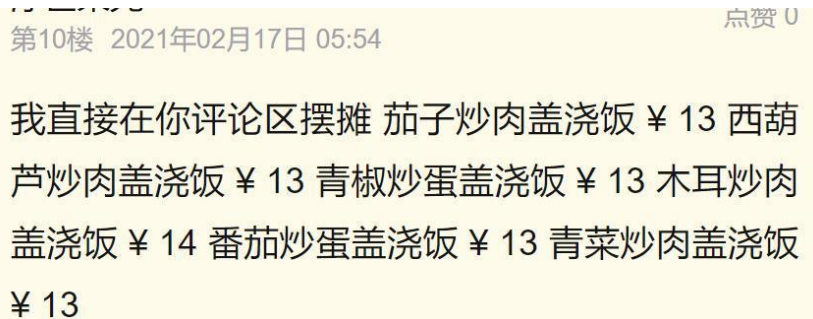 第10楼 2021年02月17日 05:54
点赞 0
我直接在你评论区摆摊 茄子炒肉盖浇饭 ¥ 13 西葫
芦炒肉盖浇饭 ¥ 13 青椒炒蛋盖浇饭 ¥ 13 木耳炒肉
盖浇饭 ¥ 14 番茄炒蛋盖浇饭 ¥ 13 青菜炒肉盖浇饭
¥ 13